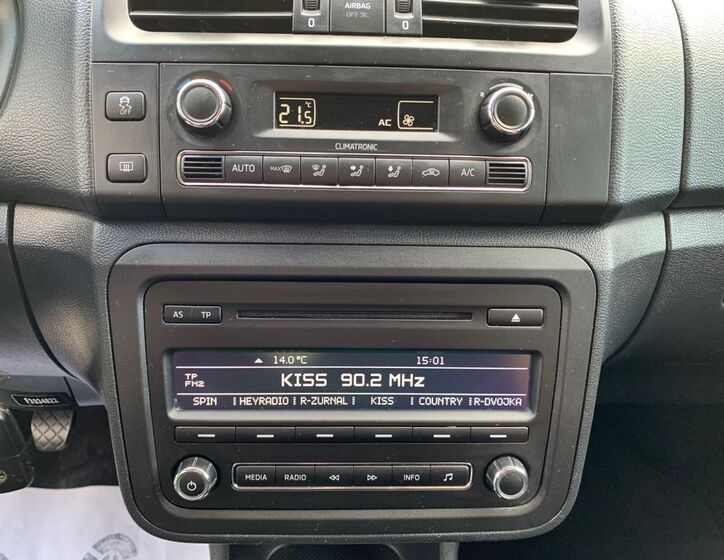 0
AIRBAG
OFF
0
OFF
21.5 °C
AC
CLIMATRONIC
AUTO MAX A/C
AS TP
14.0 °C 15:01
TP
FM2
KISS 90.2 MHz
SPIN HEYRADIO R-ZURNAL KISS COUNTRY R-DVOJKA
MEDIA RADIO INFO